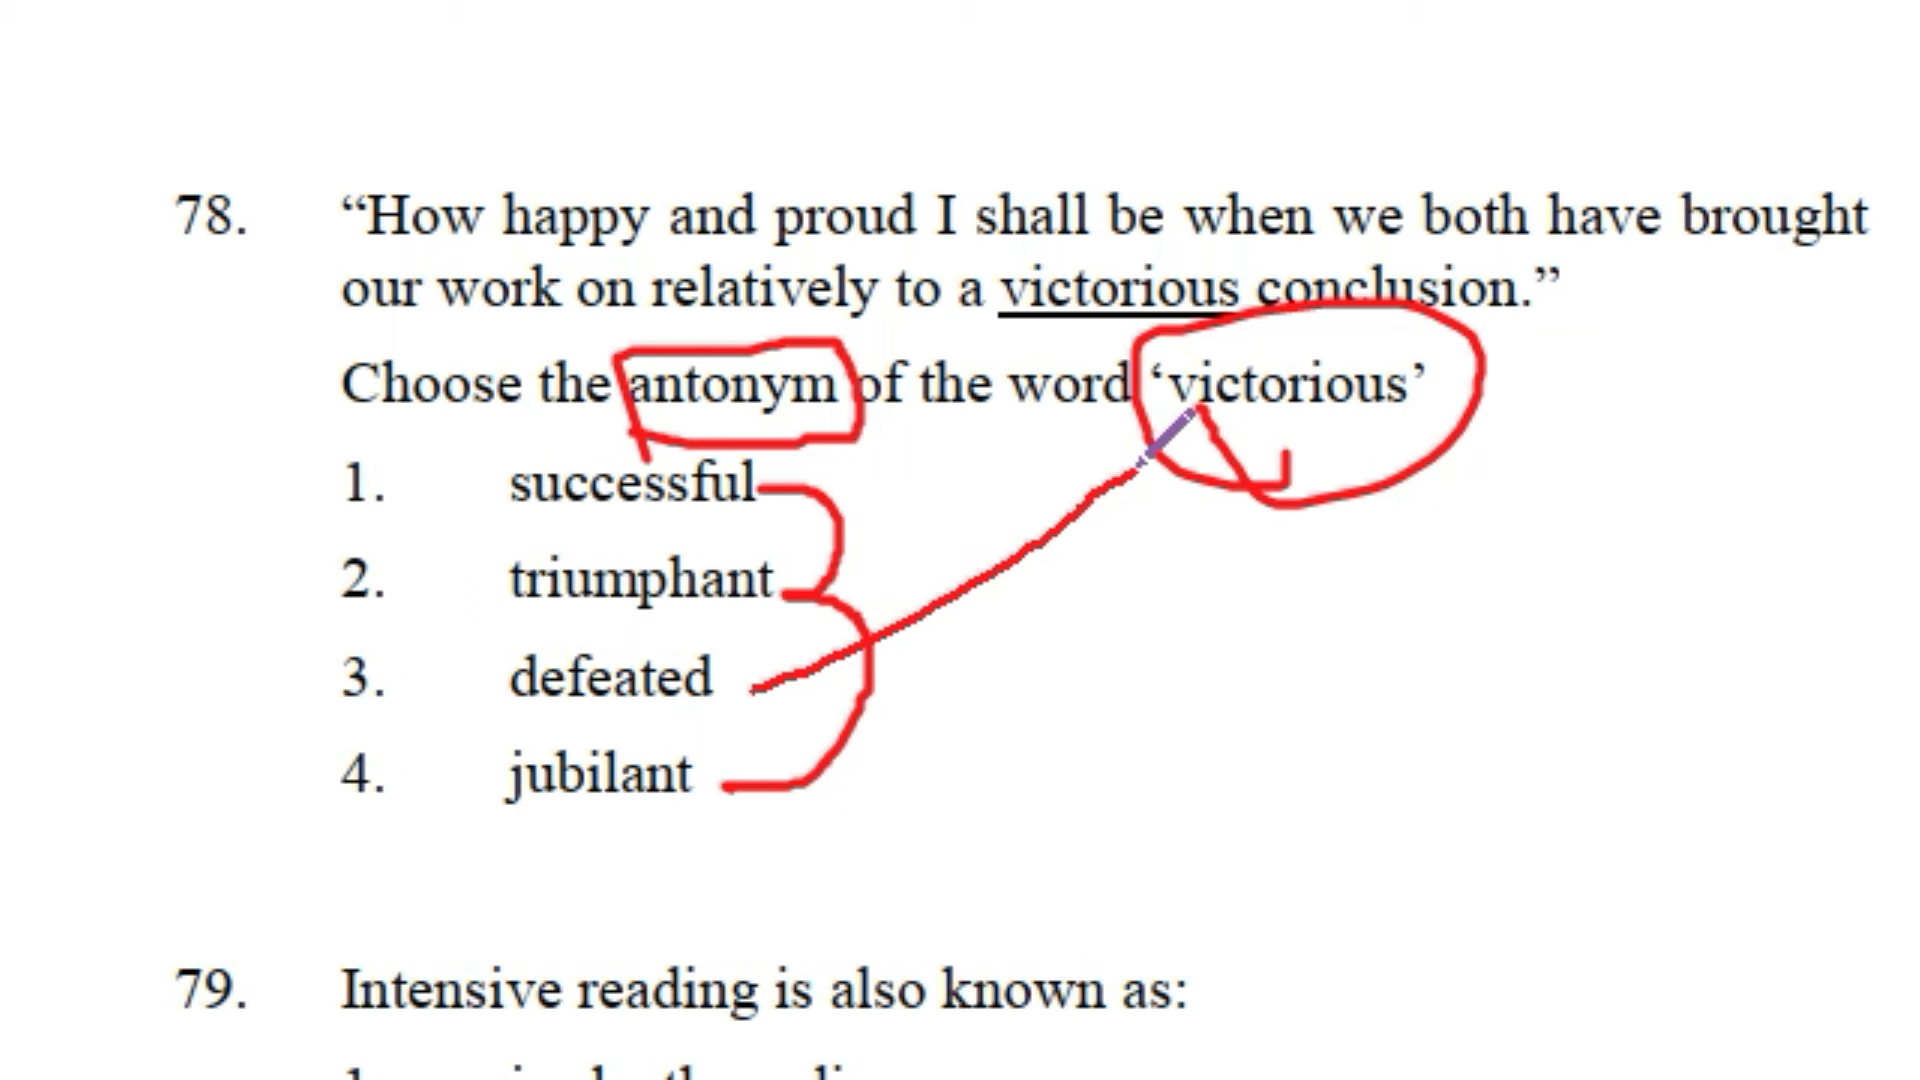 78. “How happy and proud I shall be when we both have brought
our work on relatively to a victorious conclusion.”
Choose the antonym of the word ‘victorious’
1. successful
2. triumphant
3. defeated
4. jubilant
79. Intensive reading is also known as: